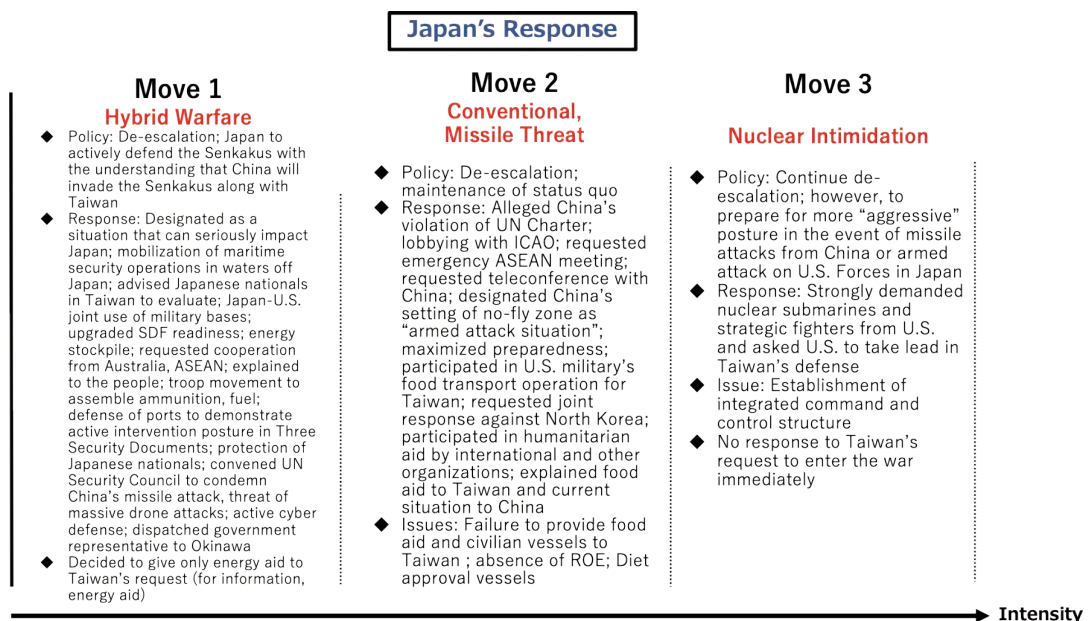 Japan's Response
Move 1
Hybrid Warfare
◆ Policy: De-escalation; Japan to
actively defend the Senkakus with
the understanding that China will
invade the Senkakus along with
Taiwan
◆ Response: Designated as a
situation that can seriously impact
Japan; mobilization of maritime
security operations in waters off
Japan; advised Japanese nationals
in Taiwan to evaluate; Japan-U.S.
joint use of military bases;
upgraded SDF readiness; energy
stockpile; requested cooperation
from Australia, ASEAN; explained
to the people; troop movement to
assemble ammunition, fuel;
defense of ports to demonstrate
active intervention posture in Three
Security Documents; protection of
Japanese nationals; convened UN
Security Council to condemn
China's missile attack, threat of
massive drone attacks; active cyber
defense; dispatched government
representative to Okinawa
◆ Decided to give only energy aid to
Taiwan's request (for information,
energy aid)
Move 2
Conventional,
Missile Threat
◆ Policy: De-escalation;
maintenance of status quo
◆ Response: Alleged China's
violation of UN Charter;
lobbying with ICAO; requested
emergency ASEAN meeting;
requested teleconference with
China; designated China's
setting of no-fly zone as
“armed attack situation”;
maximized preparedness;
participated in U.S. military's
food transport operation for
Taiwan; requested joint
response against North Korea;
participated in humanitarian
aid by international and other
organizations; explained food
aid to Taiwan and current
situation to China
◆ Issues: Failure to provide food
aid and civilian vessels to
Taiwan ; absence of ROE; Diet
approval vessels
Move 3
Nuclear Intimidation
◆ Policy: Continue de-
escalation; however, to
prepare for more “aggressive”
posture in the event of missile
attacks from China or armed
attack on U.S. Forces in Japan
◆ Response: Strongly demanded
nuclear submarines and
strategic fighters from U.S.
and asked U.S. to take lead in
Taiwan's defense
◆ Issue: Establishment of
integrated command and
control structure
◆ No response to Taiwan's
request to enter the war
immediately
Intensity